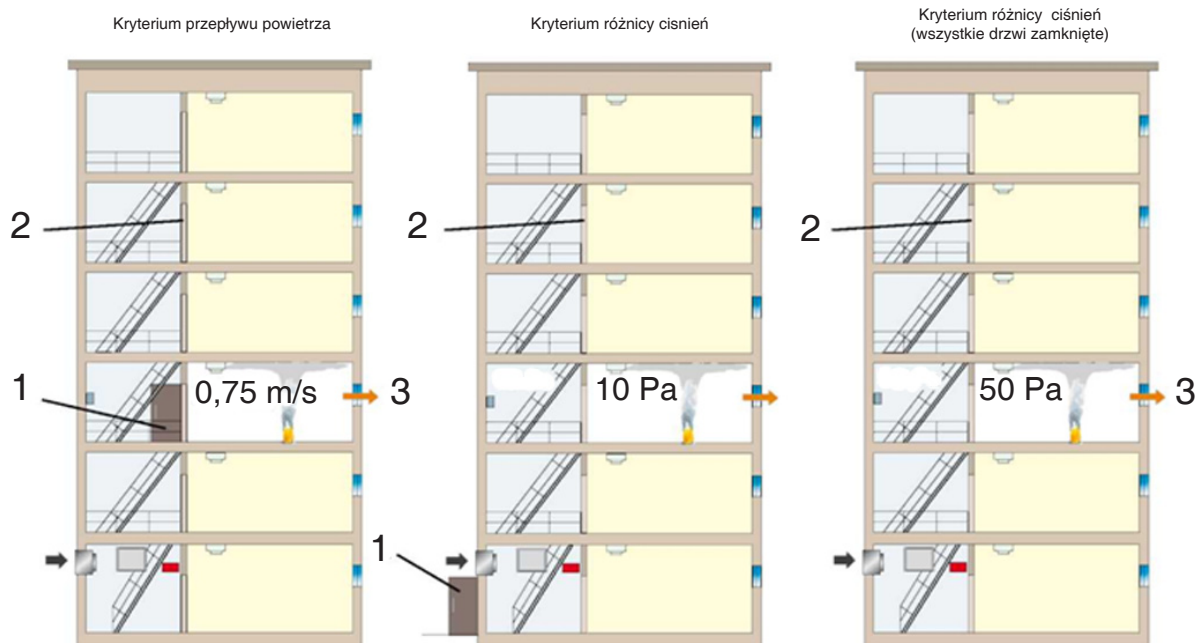 Kryterium przepływu powietrza
Kryterium różnicy cisnień
Kryterium różnicy ciśnień
(wszystkie drzwi zamknięte)
2
2
2
1
0,75 m/s
3
10 Pa
50 Pa
3
1